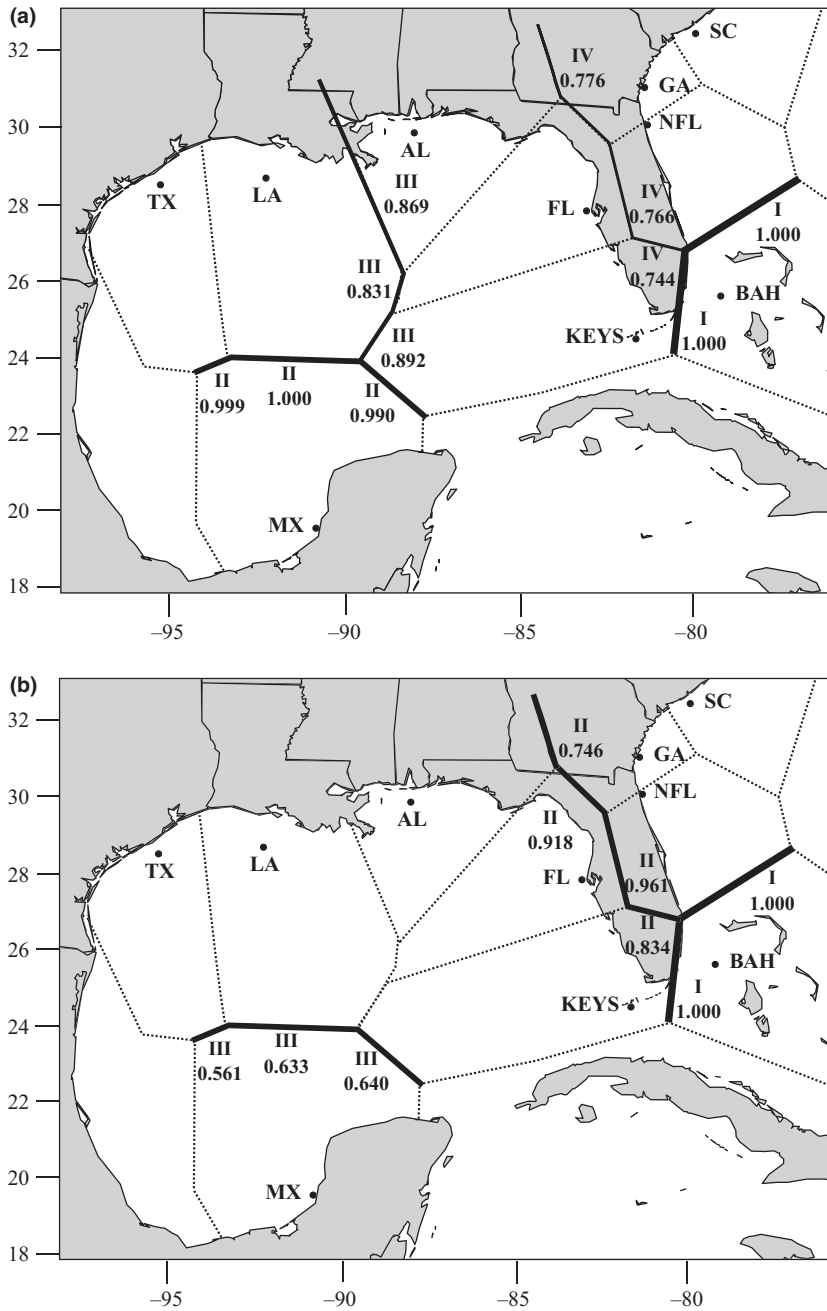 (a)
32
30
28
26
24
22
20
18
SC
IV
0.776
GA
NFL
AL
TX
LA
III
0.869
FL
IV
0.766
I
1.000
III
0.831
IV
0.744
BAH
I
1.000
KEYS
III
0.892
II
0.999
II
1.000
II
0.990
MX
–95
–90
–85
–80
(b)
32
30
28
26
24
22
20
18
SC
II
0.746
GA
NFL
AL
II
0.918
TX
LA
FL
II
0.961
I
1.000
II
0.834
BAH
I
1.000
KEYS
III
0.561
III
0.633
III
0.640
MX
–95
–90
–85
–80